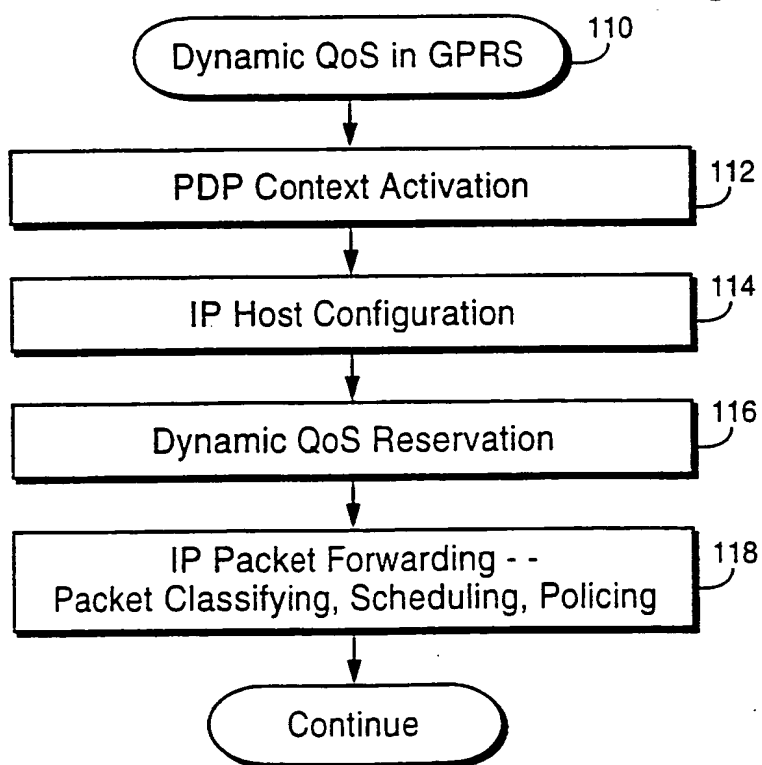 Dynamic QoS in GPRS
110
PDP Context Activation
112
IP Host Configuration
114
Dynamic QoS Reservation
116
IP Packet Forwarding - -
Packet Classifying, Scheduling, Policing
118
Continue